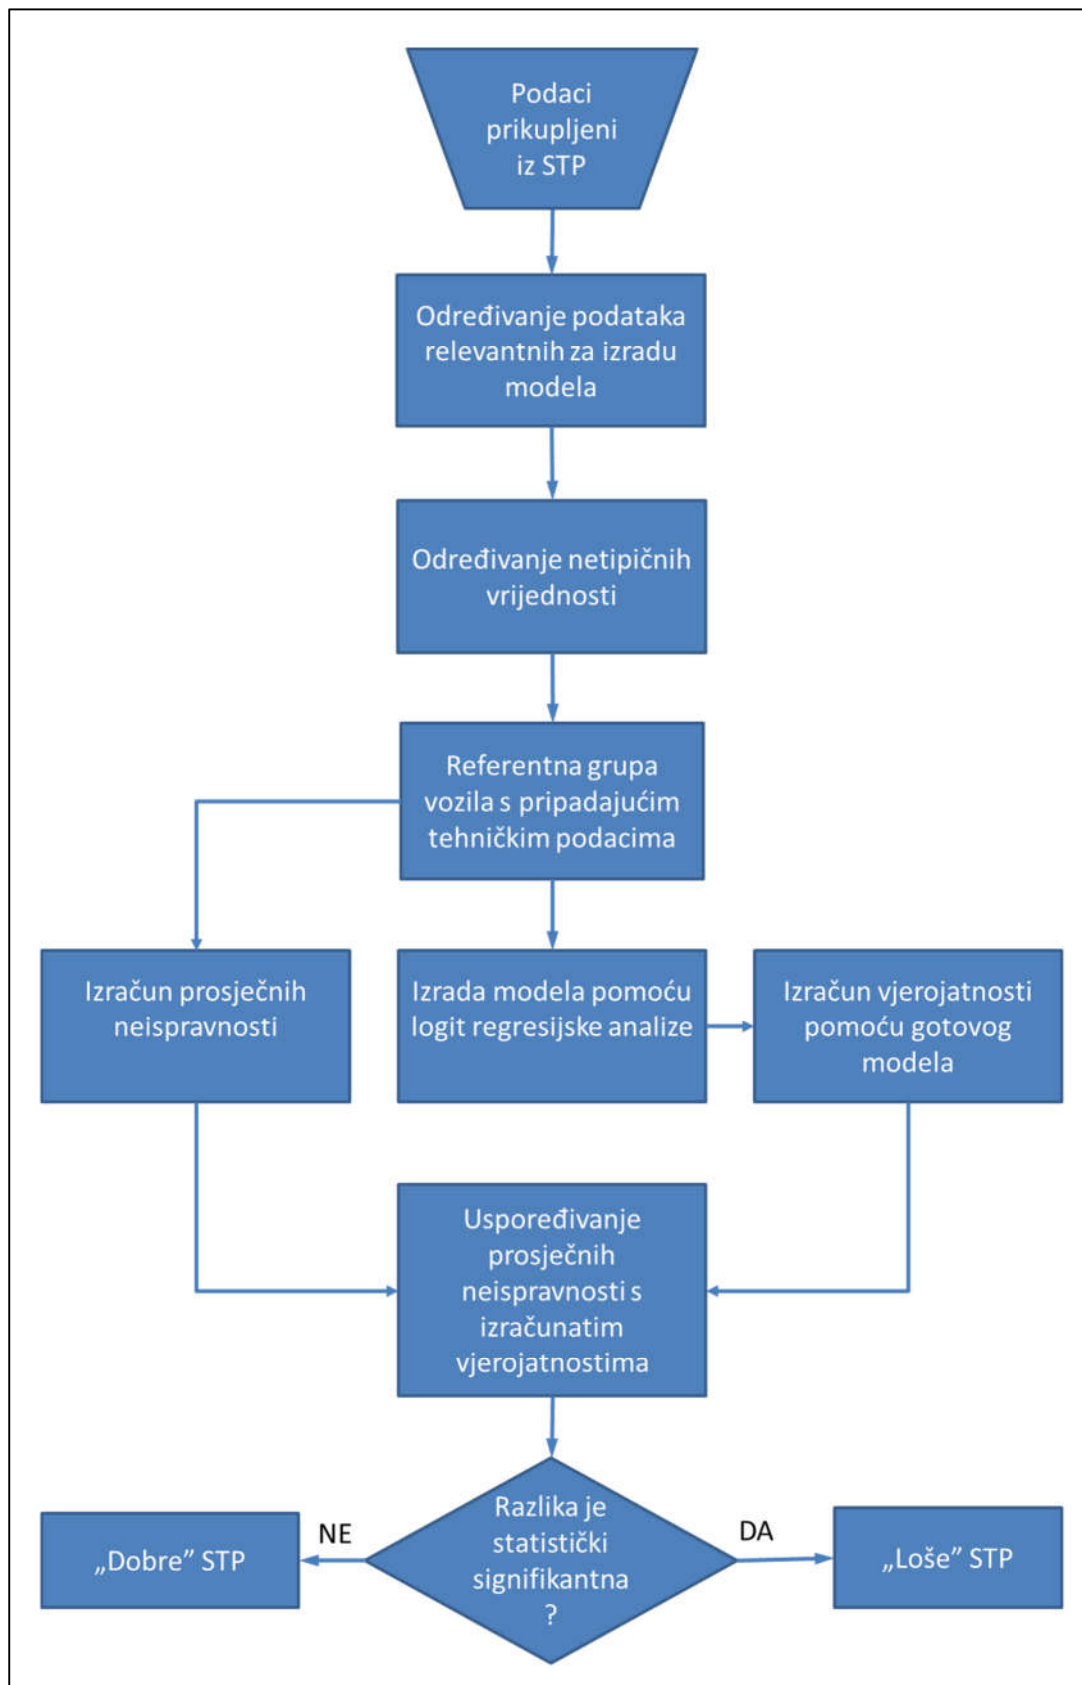 Podaci
prikupljeni
iz STP
Određivanje podataka
relevantnih za izradu
modela
Određivanje netipičnih
vrijednosti
Referentna grupa
vozila s pripadajućim
tehničkim podacima
Izračun prosječnih
neispravnosti
Izrada modela pomoću
logit regresijske analize
Izračun vjerojatnosti
pomoću gotovog
modela
Uspoređivanje
prosječnih
neispravnosti s
izračunatim
vjerojatnostima
Razlika je
statistički
signifikantna
?
NE
DA
„Dobre” STP
„Loše” STP